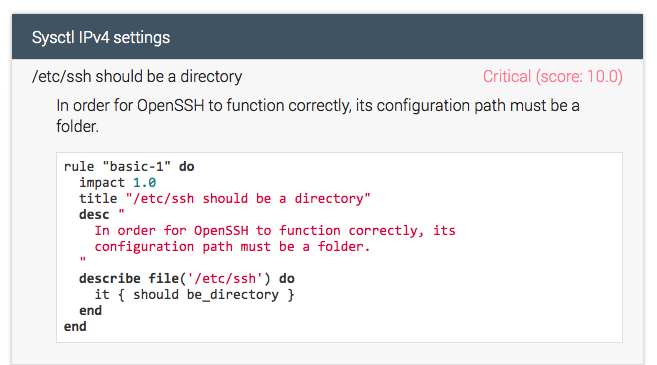 Sysctl IPv4 settings
/etc/ssh should be a directory Critical (score: 10.0)
In order for OpenSSH to function correctly, its configuration path must be a
folder.
rule "basic-1" do
  impact 1.0
  title "/etc/ssh should be a directory"
  desc "
    In order for OpenSSH to function correctly, its
    configuration path must be a folder.
  "
  describe file('/etc/ssh') do
    it { should be_directory }
  end
end